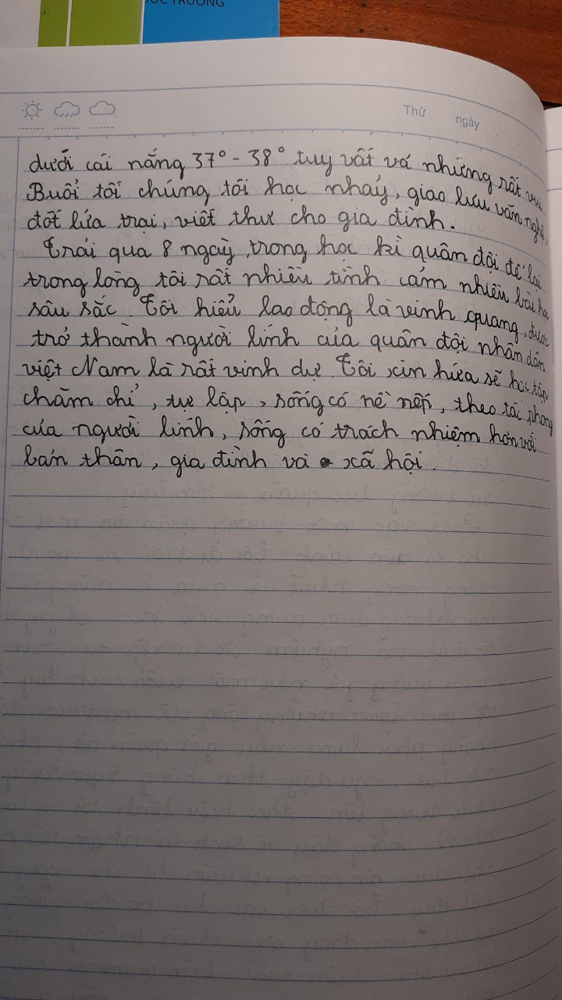 ĐỨC TRƯỜNG
Thứ ngày
dưới cái nắng 37° - 38° tuy vất vả nhưng rất vui.
Buổi tối chúng tôi học nhảy, giao lưu văn nghệ,
đốt lửa trại, viết thư cho gia đình.
Trải qua 8 ngày, trong học kì quân đội để lại
trong lòng tôi rất nhiều tình cảm nhiều bài học
sâu sắc. Tôi hiểu lao động là vinh quang, được
trở thành người lính của quân đội nhân dân
việt Nam là rất vinh dự. Tôi xin hứa sẽ học tập
chăm chỉ, tự lập, sống có nề nếp, theo tác phong
của người lính, sống có trách nhiệm hơn với
bản thân, gia đình và xã hội.